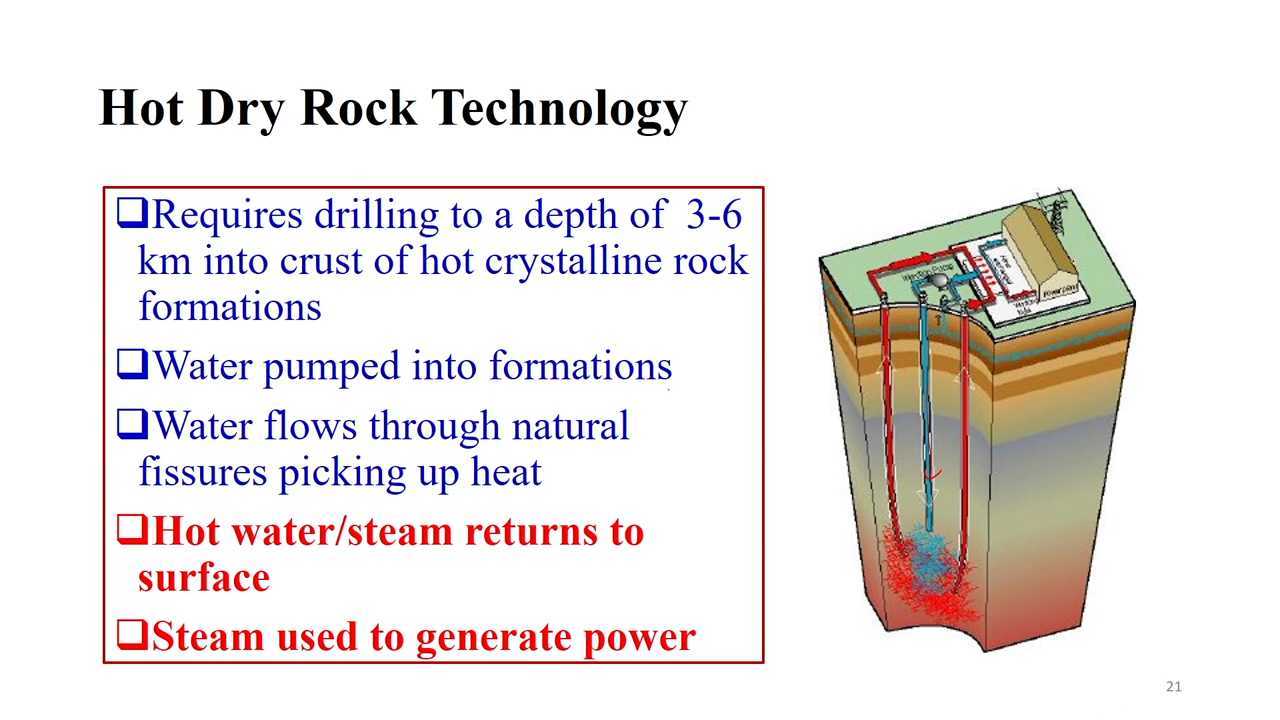 Hot Dry Rock Technology
❑Requires drilling to a depth of 3-6
km into crust of hot crystalline rock
formations
❑Water pumped into formations
❑Water flows through natural
fissures picking up heat
❑Hot water/steam returns to
surface
❑Steam used to generate power
Injection Pump
21